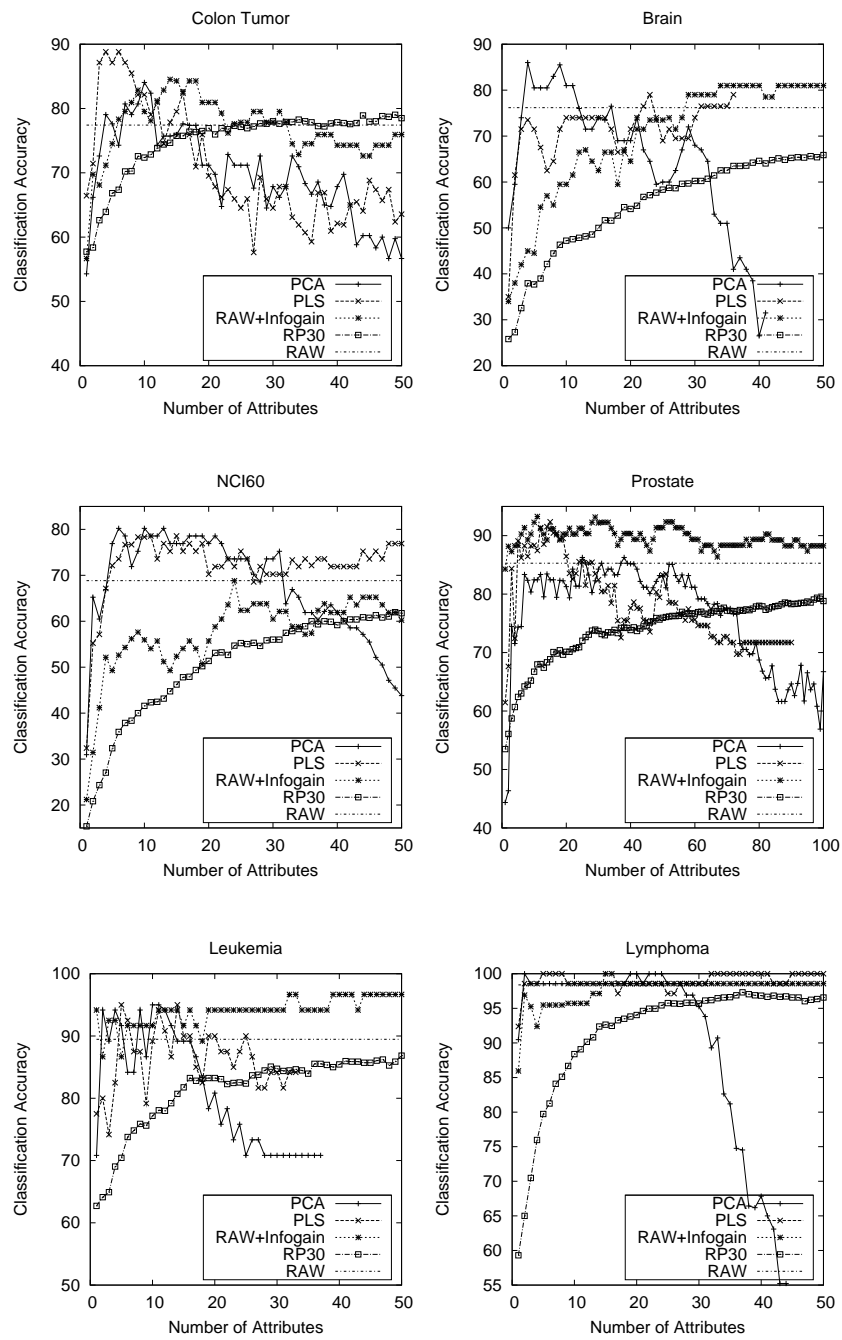 Colon Tumor
Classification Accuracy
90
80
70
60
50
40
0 10 20 30 40 50
Number of Attributes
PCA
PLS
RAW+Infogain
RP30
RAW
Brain
Classification Accuracy
90
80
70
60
50
40
30
20
0 10 20 30 40 50
Number of Attributes
PCA
PLS
RAW+Infogain
RP30
RAW
NCI60
Classification Accuracy
80
70
60
50
40
30
20
0 10 20 30 40 50
Number of Attributes
PCA
PLS
RAW+Infogain
RP30
RAW
Prostate
Classification Accuracy
90
80
70
60
50
40
0 20 40 60 80 100
Number of Attributes
PCA
PLS
RAW+Infogain
RP30
RAW
Leukemia
Classification Accuracy
100
90
80
70
60
50
0 10 20 30 40 50
Number of Attributes
PCA
PLS
RAW+Infogain
RP30
RAW
Lymphoma
Classification Accuracy
100
95
90
85
80
75
70
65
60
55
0 10 20 30 40 50
Number of Attributes
PCA
PLS
RAW+Infogain
RP30
RAW